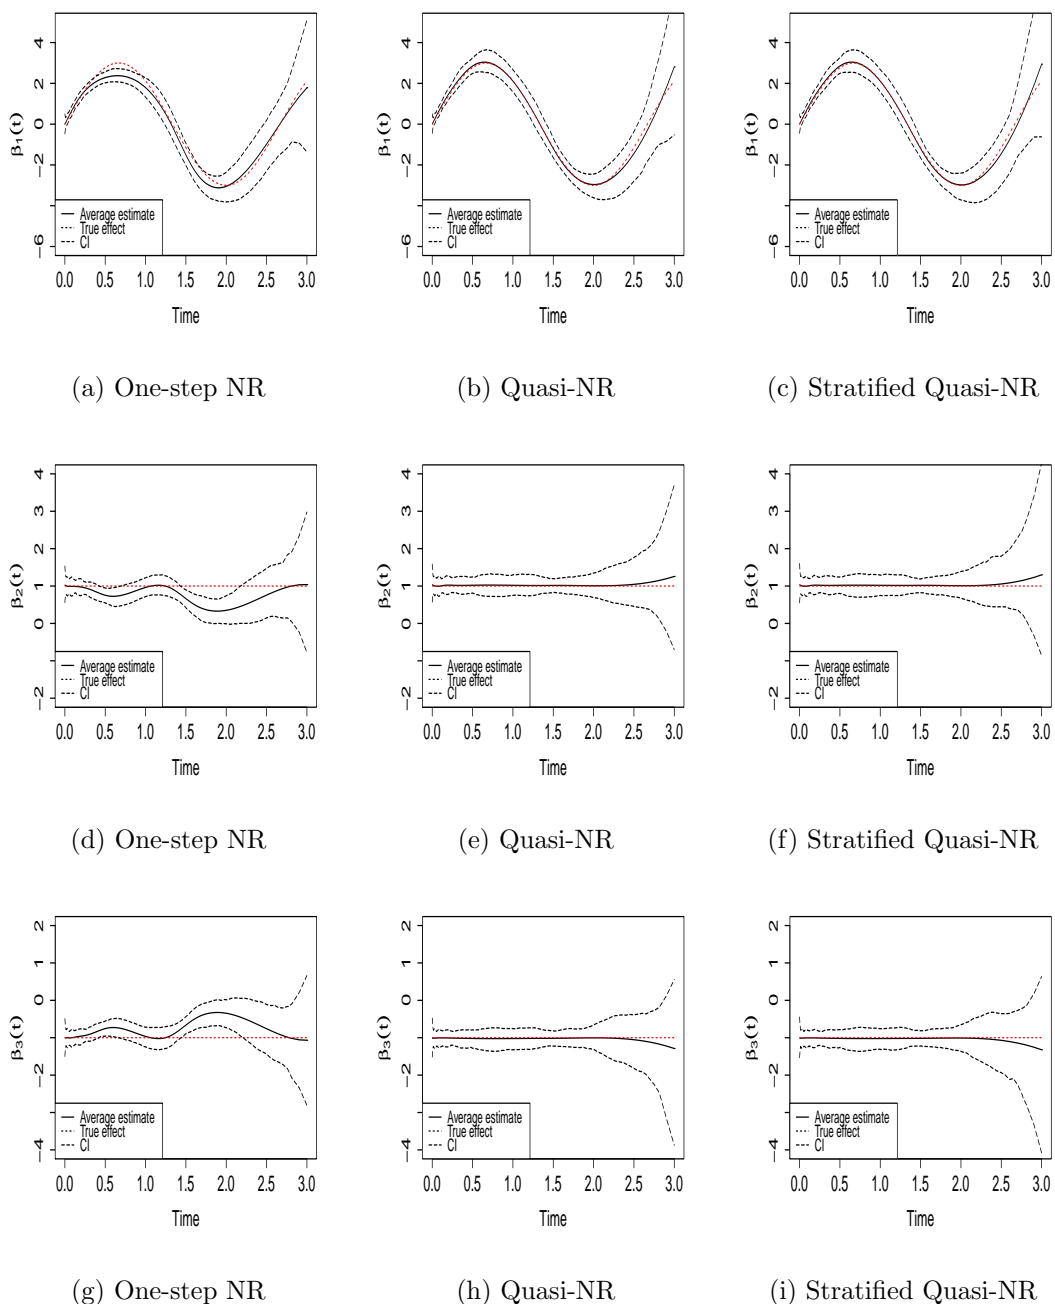 β₁(t)
4
2
0
−2
−6
Average estimate
True effect
CI
0.0 0.5 1.0 1.5 2.0 2.5 3.0
Time
(a) One-step NR
β₁(t)
4
2
0
−2
−6
Average estimate
True effect
CI
0.0 0.5 1.0 1.5 2.0 2.5 3.0
Time
(b) Quasi-NR
β₁(t)
4
2
0
−2
−6
Average estimate
True effect
CI
0.0 0.5 1.0 1.5 2.0 2.5 3.0
Time
(c) Stratified Quasi-NR
β₂(t)
4
3
2
1
0
−2
Average estimate
True effect
CI
0.0 0.5 1.0 1.5 2.0 2.5 3.0
Time
(d) One-step NR
β₂(t)
4
3
2
1
0
−2
Average estimate
True effect
CI
0.0 0.5 1.0 1.5 2.0 2.5 3.0
Time
(e) Quasi-NR
β₂(t)
4
3
2
1
0
−2
Average estimate
True effect
CI
0.0 0.5 1.0 1.5 2.0 2.5 3.0
Time
(f) Stratified Quasi-NR
β₃(t)
2
1
0
−2
−4
Average estimate
True effect
CI
0.0 0.5 1.0 1.5 2.0 2.5 3.0
Time
(g) One-step NR
β₃(t)
2
1
0
−2
−4
Average estimate
True effect
CI
0.0 0.5 1.0 1.5 2.0 2.5 3.0
Time
(h) Quasi-NR
β₃(t)
2
1
0
−2
−4
Average estimate
True effect
CI
0.0 0.5 1.0 1.5 2.0 2.5 3.0
Time
(i) Stratified Quasi-NR